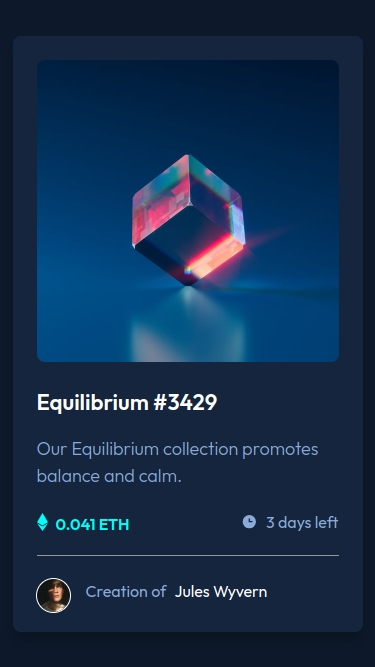 Equilibrium #3429
Our Equilibrium collection promotes
balance and calm.
0.041 ETH 3 days left
Creation of Jules Wyvern